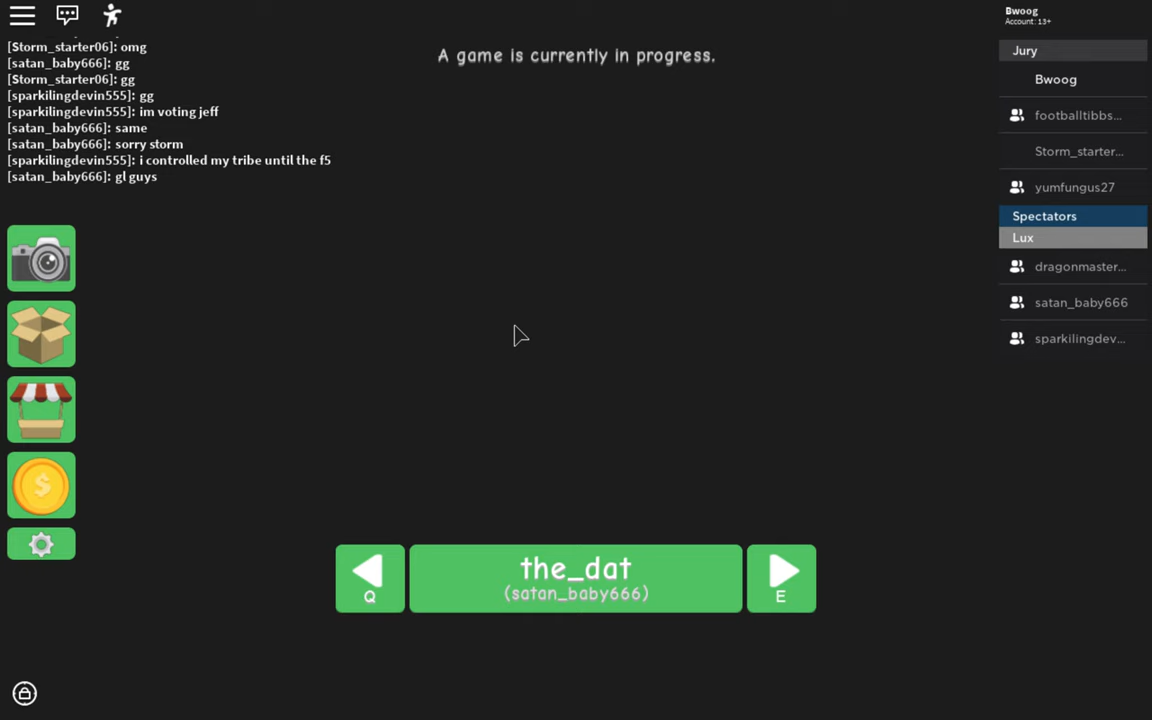 Bwoog
Account: 13+
[Storm_starter06]: omg
[satan_baby666]: gg
[Storm_starter06]: gg
[sparkilingdevin555]: gg
[sparkilingdevin555]: im voting jeff
[satan_baby666]: same
[satan_baby666]: sorry storm
[sparkilingdevin555]: i controlled my tribe until the f5
[satan_baby666]: gl guys
A game is currently in progress.
Jury
Bwoog
footballtibbs...
Storm_starter...
yumfungus27
Spectators
Lux
dragonmaster...
satan_baby666
sparkilingdev...
the_dat
(satan_baby666)
Q
E